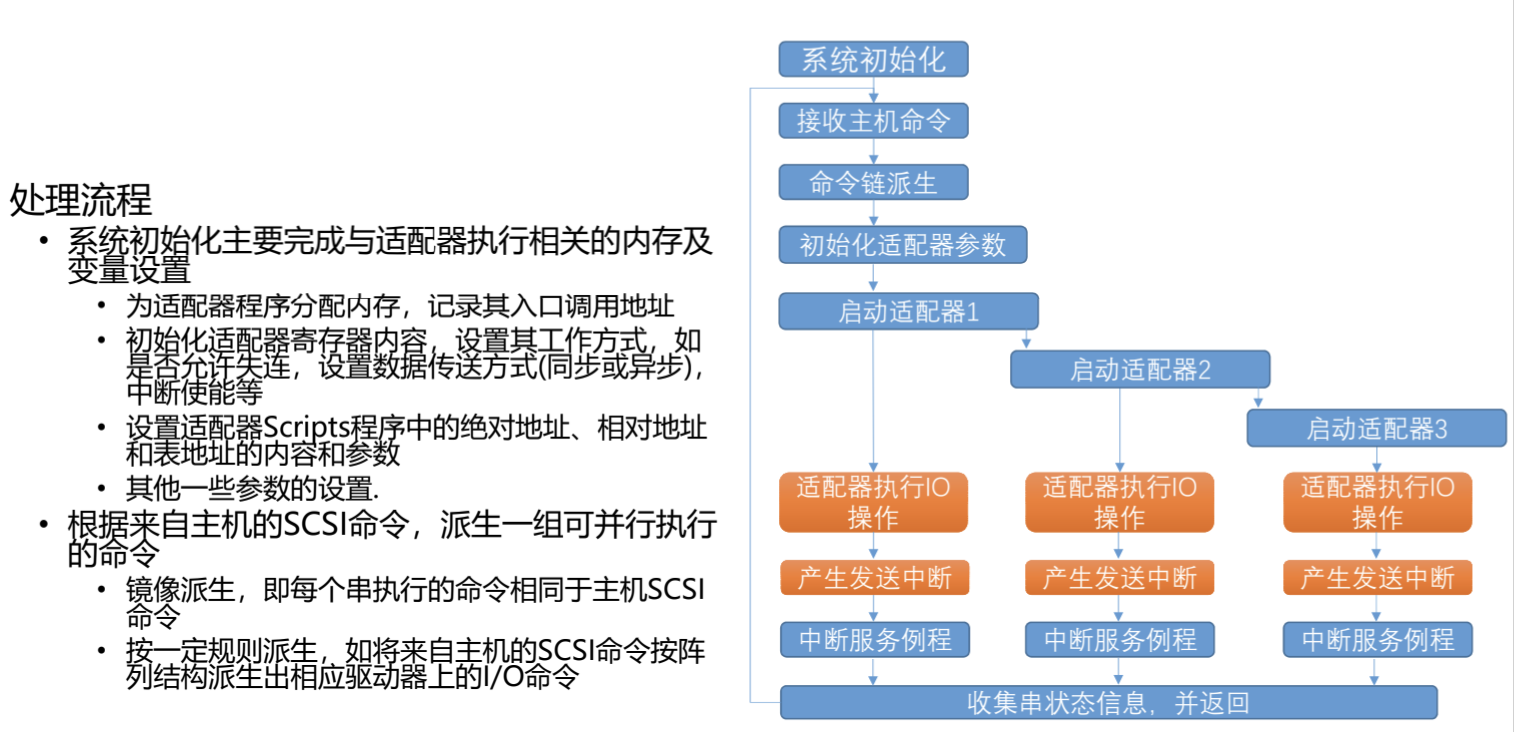 处理流程
• 系统初始化主要完成与适配器执行相关的内存及
变量设置
• 为适配器程序分配内存，记录其入口调用地址
• 初始化适配器寄存器内容，设置其工作方式，如
是否允许失连，设置数据传送方式(同步或异步)，
中断使能等
• 设置适配器Scripts程序中的绝对地址、相对地址
和表地址的内容和参数
• 其他一些参数的设置.
• 根据来自主机的SCSI命令，派生一组可并行执行
的命令
• 镜像派生，即每个串执行的命令相同于主机SCSI
命令
• 按一定规则派生，如将来自主机的SCSI命令按阵
列结构派生出相应驱动器上的I/O命令
系统初始化
接收主机命令
命令链派生
初始化适配器参数
启动适配器1
启动适配器2
启动适配器3
适配器执行IO
操作
适配器执行IO
操作
适配器执行IO
操作
产生发送中断
产生发送中断
产生发送中断
中断服务例程
中断服务例程
中断服务例程
收集串状态信息，并返回